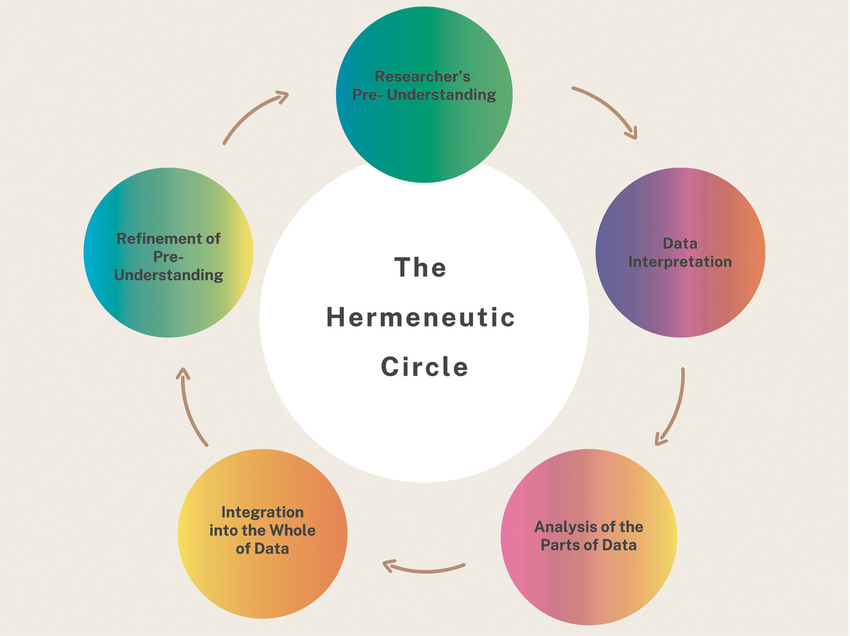 Researcher's
Pre- Understanding
Data
Interpretation
Analysis of the
Parts of Data
Integration
into the Whole
of Data
Refinement of
Pre-
Understanding
The
Hermeneutic
Circle